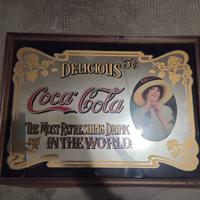 DELICIOUS 5¢
Coca-Cola
THE MOST REFRESHING DRINK
IN THE WORLD.